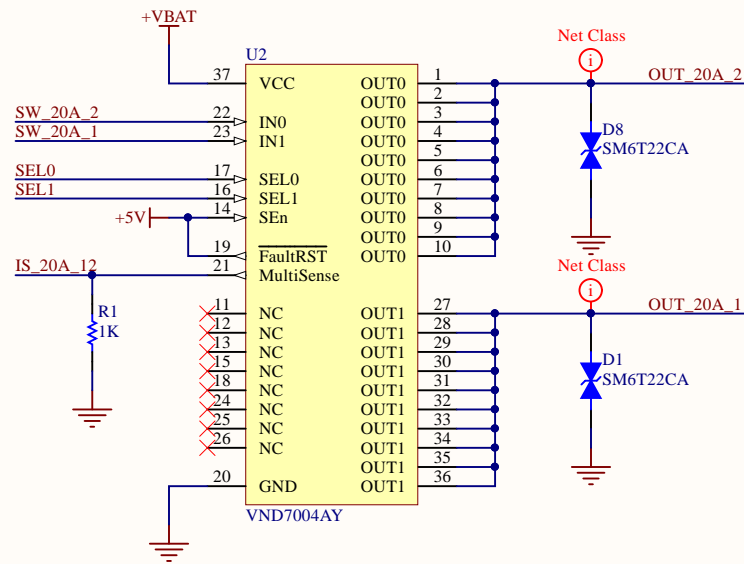 +VBAT
U2
Net Class
i
37 VCC OUT0 1 OUT_20A_2
OUT0 2
SW_20A_2 22 IN0 OUT0 3
SW_20A_1 23 IN1 OUT0 4
D8
SM6T22CA
OUT0 5
SEL0 17 SEL0 OUT0 6
SEL1 16 SEL1 OUT0 7
+5V 14 SEn OUT0 8
OUT0 9
19 FaultRST OUT0 10
IS_20A_12 21 MultiSense
Net Class
i
R1
1K
11 NC OUT1 27 OUT_20A_1
12 NC OUT1 28
13 NC OUT1 29
15 NC OUT1 30
18 NC OUT1 31
24 NC OUT1 32
25 NC OUT1 33
26 NC OUT1 34
D1
SM6T22CA
OUT1 35
20 GND OUT1 36
VND7004AY